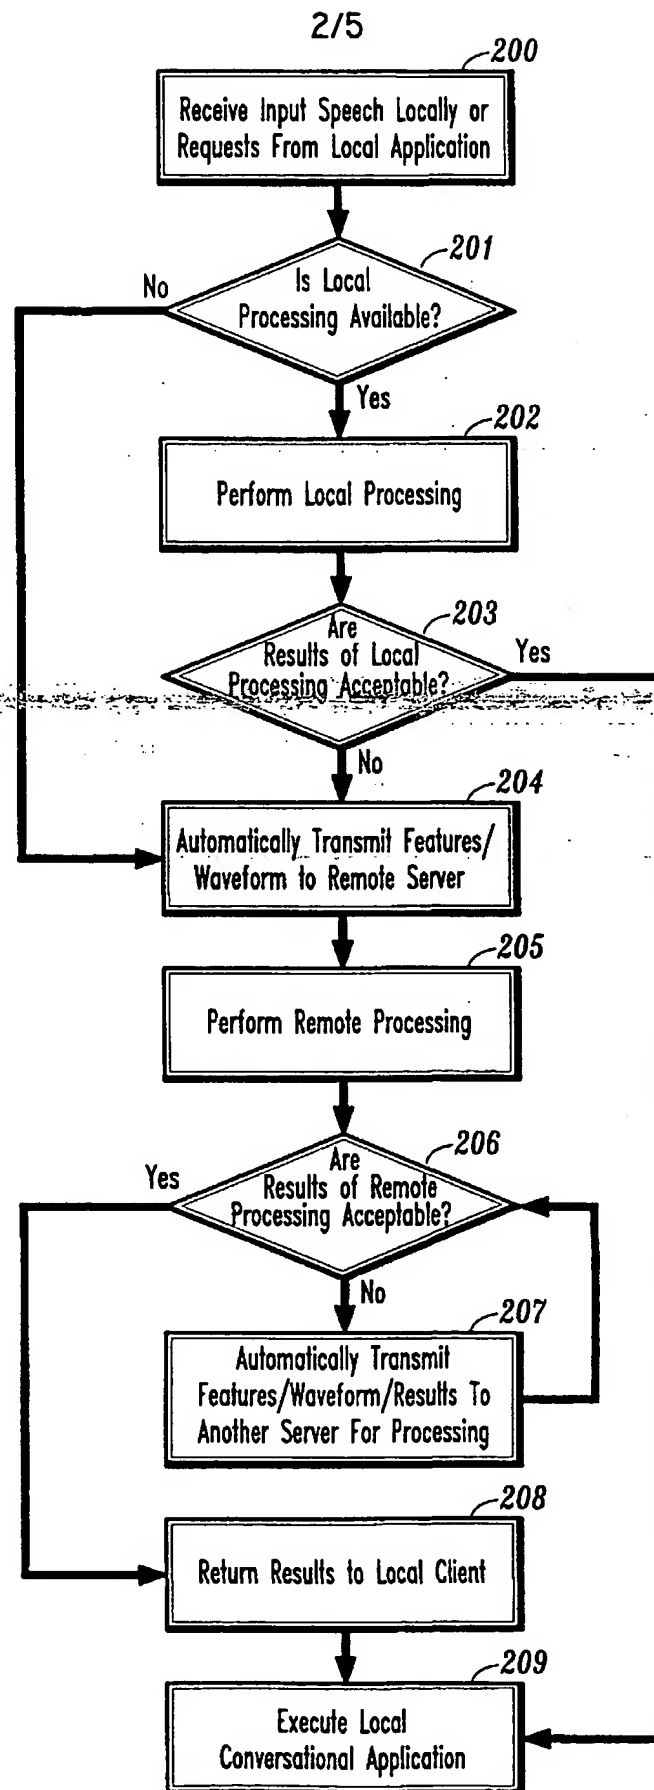 2/5
200
Receive Input Speech Locally or
Requests From Local Application
201
No
Is Local
Processing Available?
Yes
202
Perform Local Processing
203
Are
Results of Local
Processing Acceptable?
Yes
No
204
Automatically Transmit Features/
Waveform to Remote Server
205
Perform Remote Processing
206
Yes
Are
Results of Remote
Processing Acceptable?
No
207
Automatically Transmit
Features/Waveform/Results To
Another Server For Processing
208
Return Results to Local Client
209
Execute Local
Conversational Application